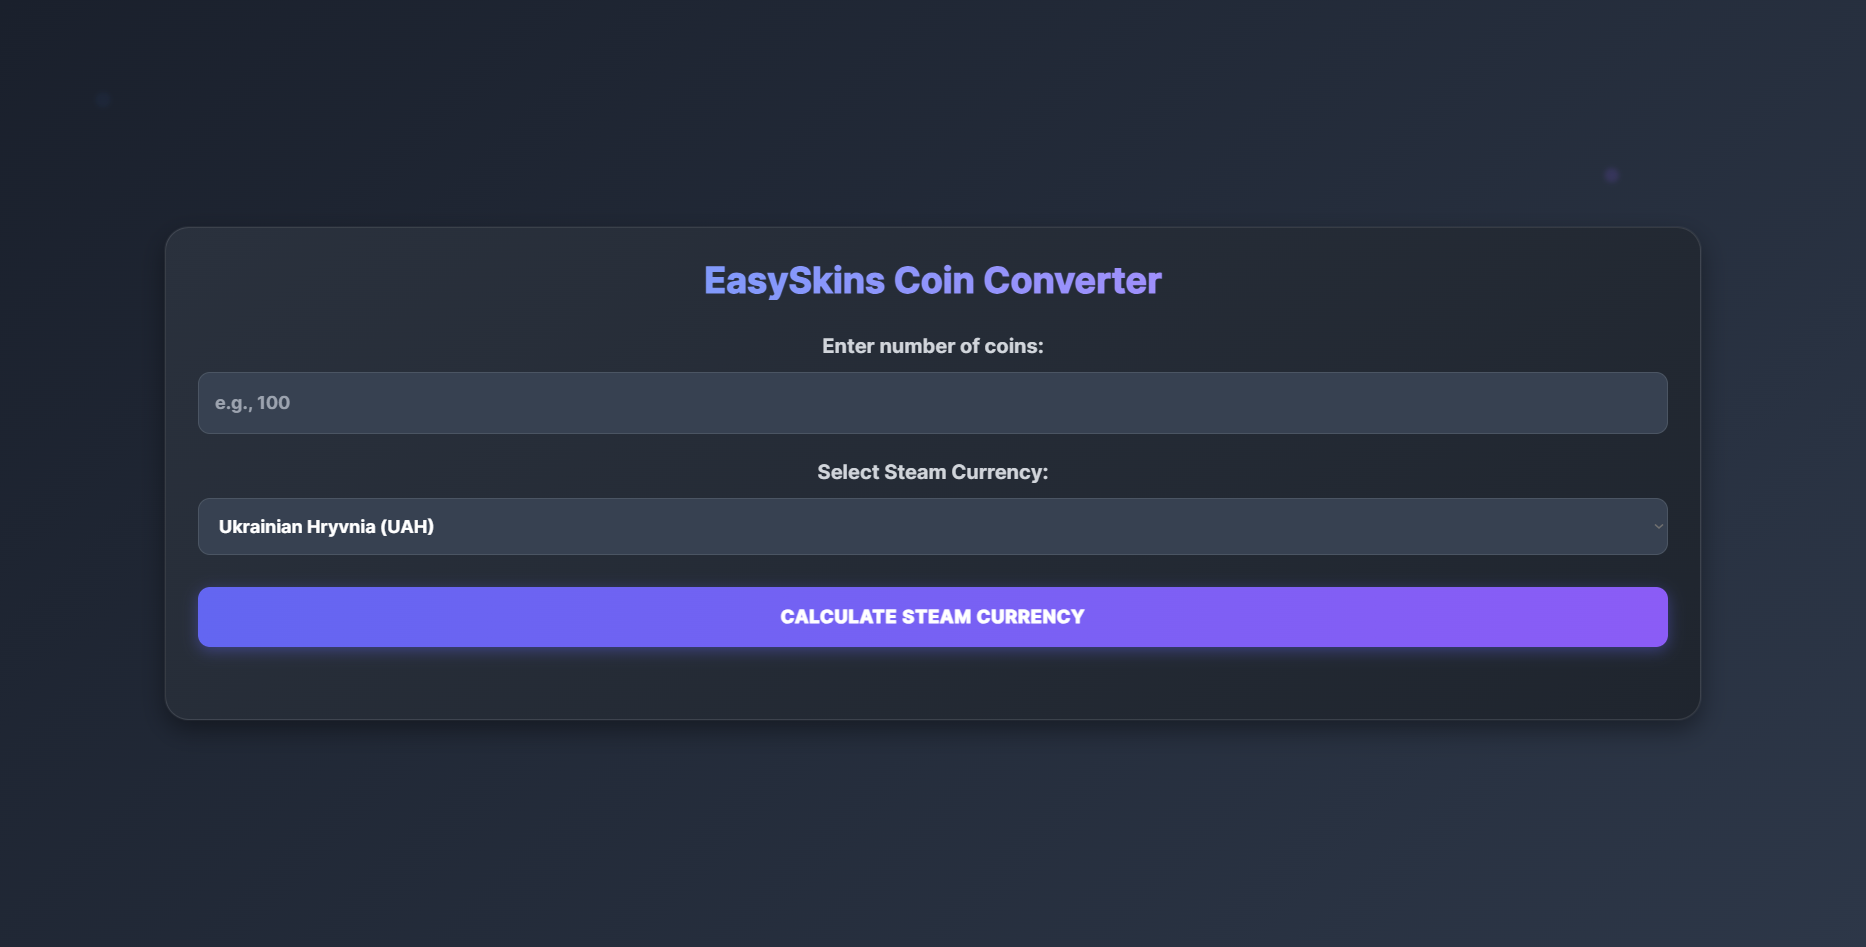 EasySkins Coin Converter
Enter number of coins:
e.g., 100
Select Steam Currency:
Ukrainian Hryvnia (UAH)
CALCULATE STEAM CURRENCY